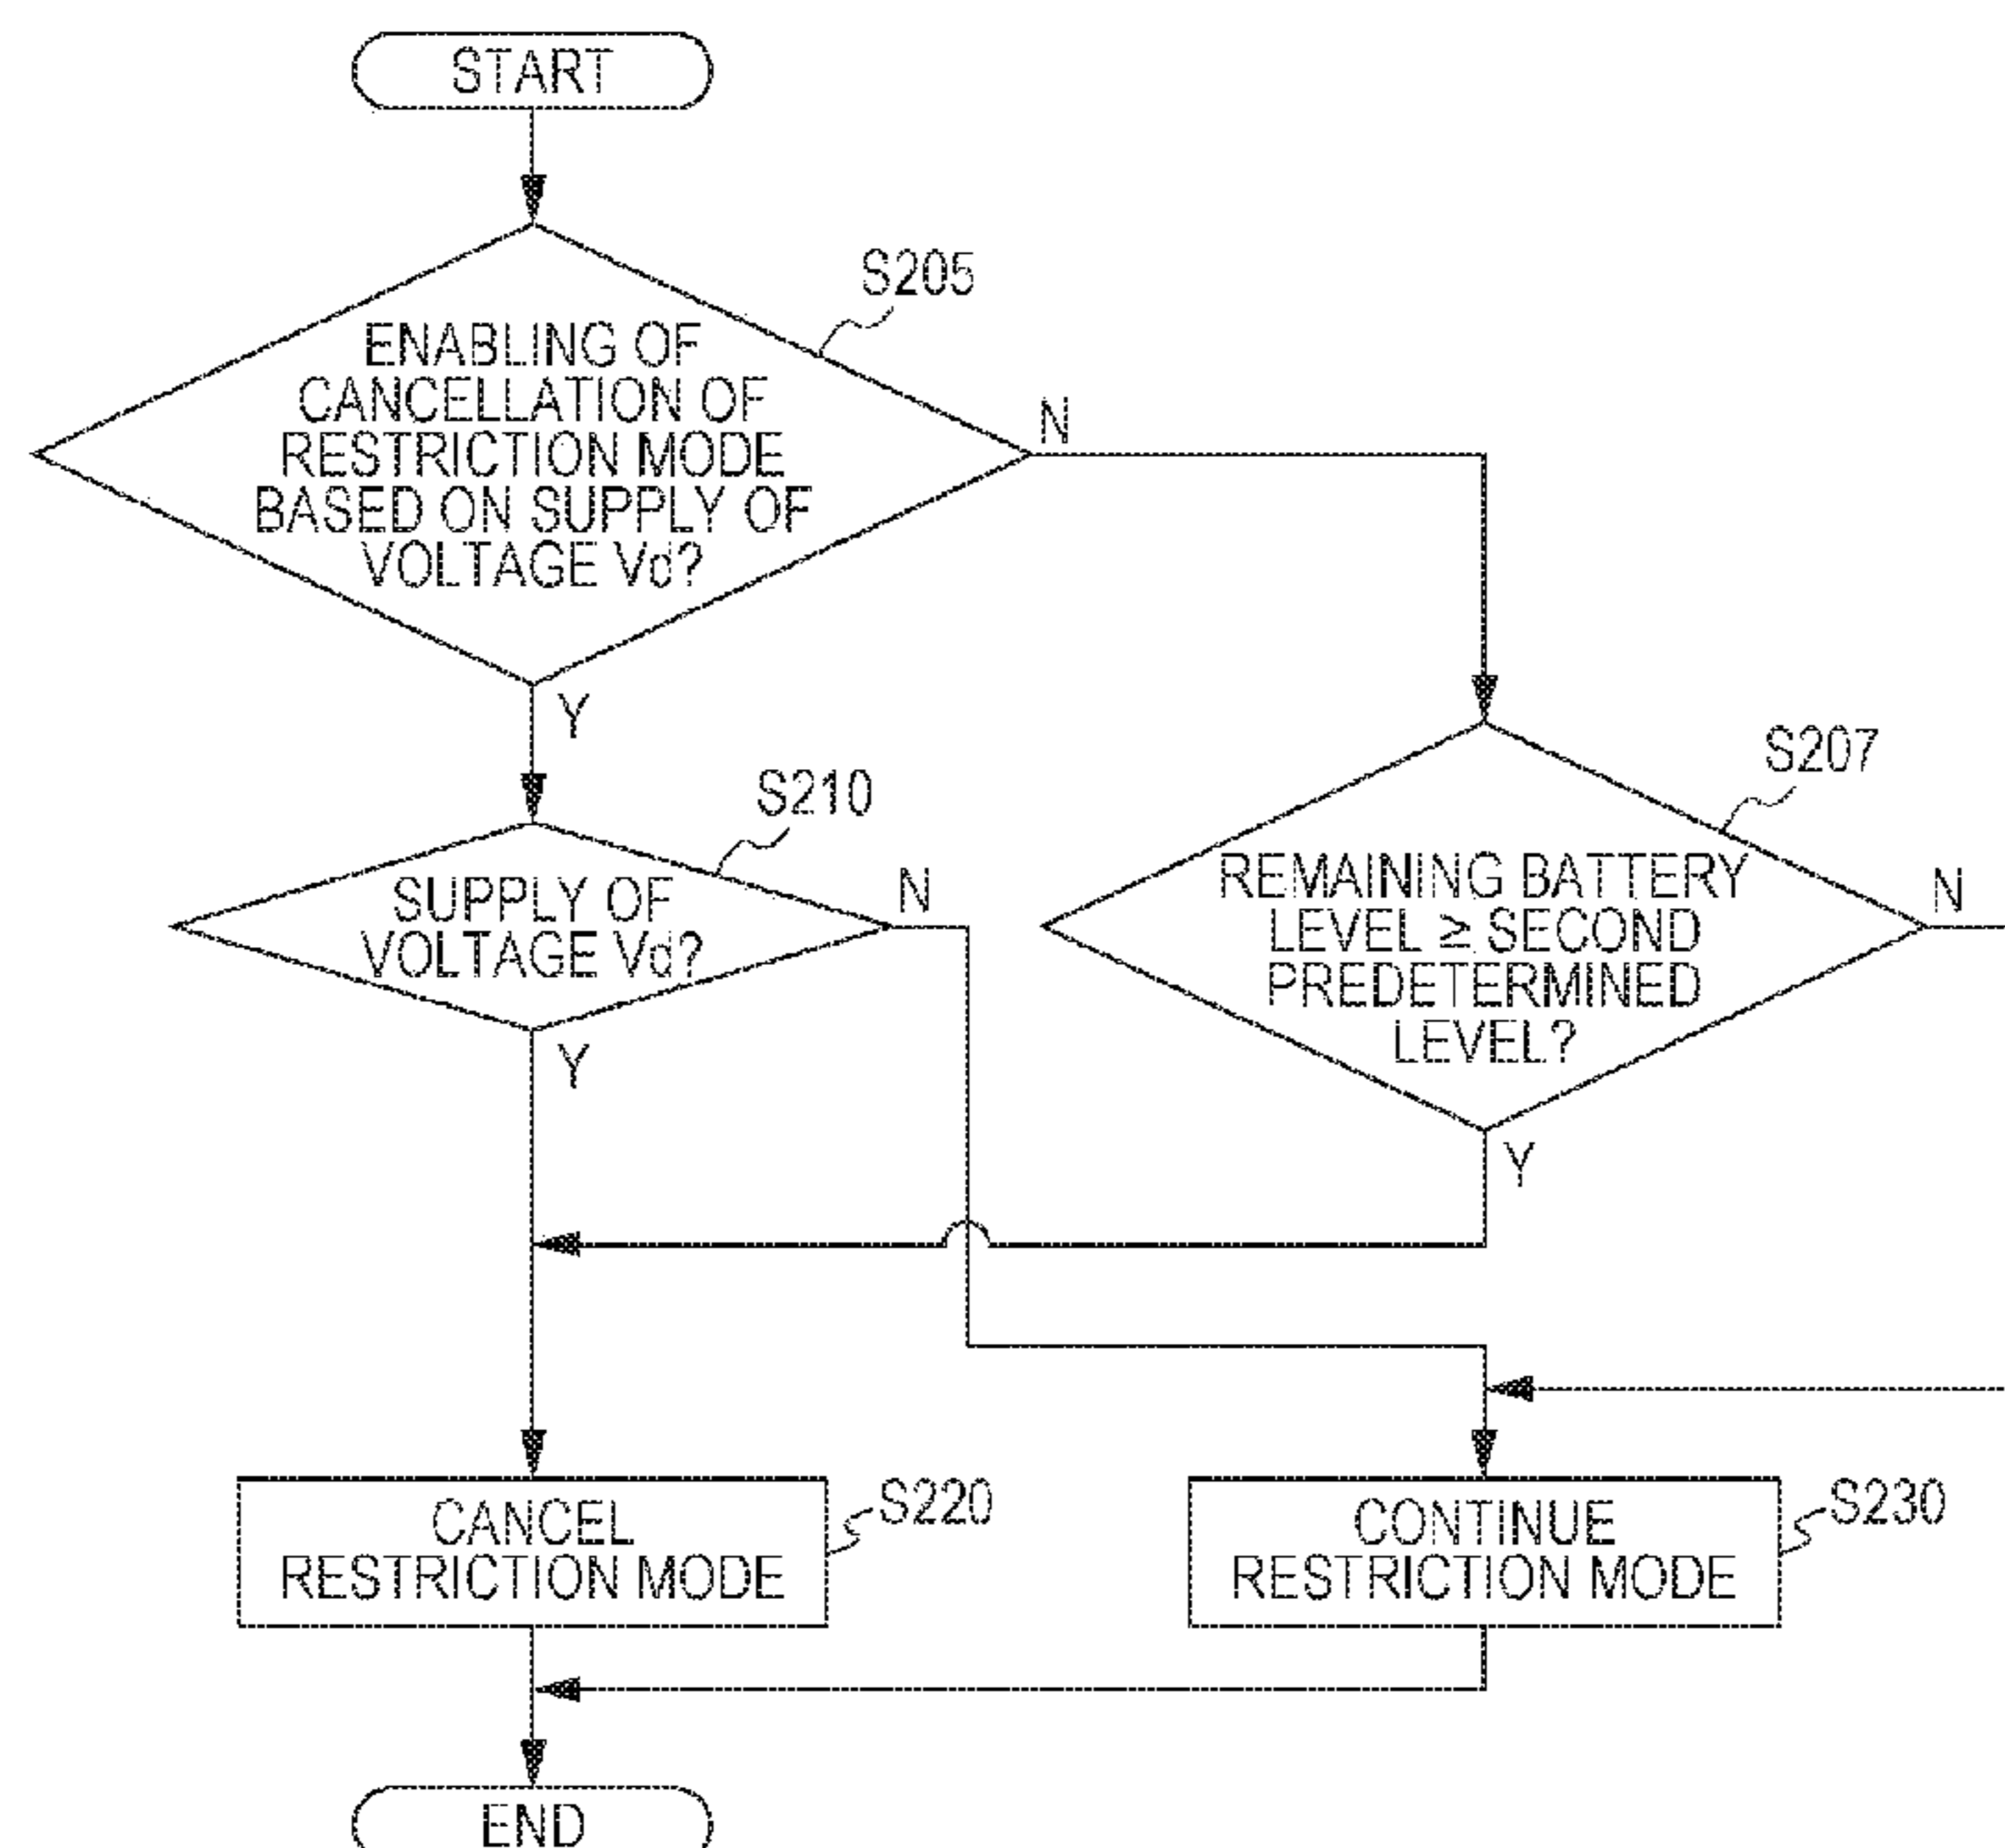 START
S205
ENABLING OF
CANCELLATION OF
RESTRICTION MODE
BASED ON SUPPLY OF
VOLTAGE Vd?
N
Y
S207
S210
REMAINING BATTERY
LEVEL ≥ SECOND
PREDETERMINED
LEVEL?
N
Y
SUPPLY OF
VOLTAGE Vd?
N
Y
CANCEL
RESTRICTION MODE
S220
CONTINUE
RESTRICTION MODE
S230
END